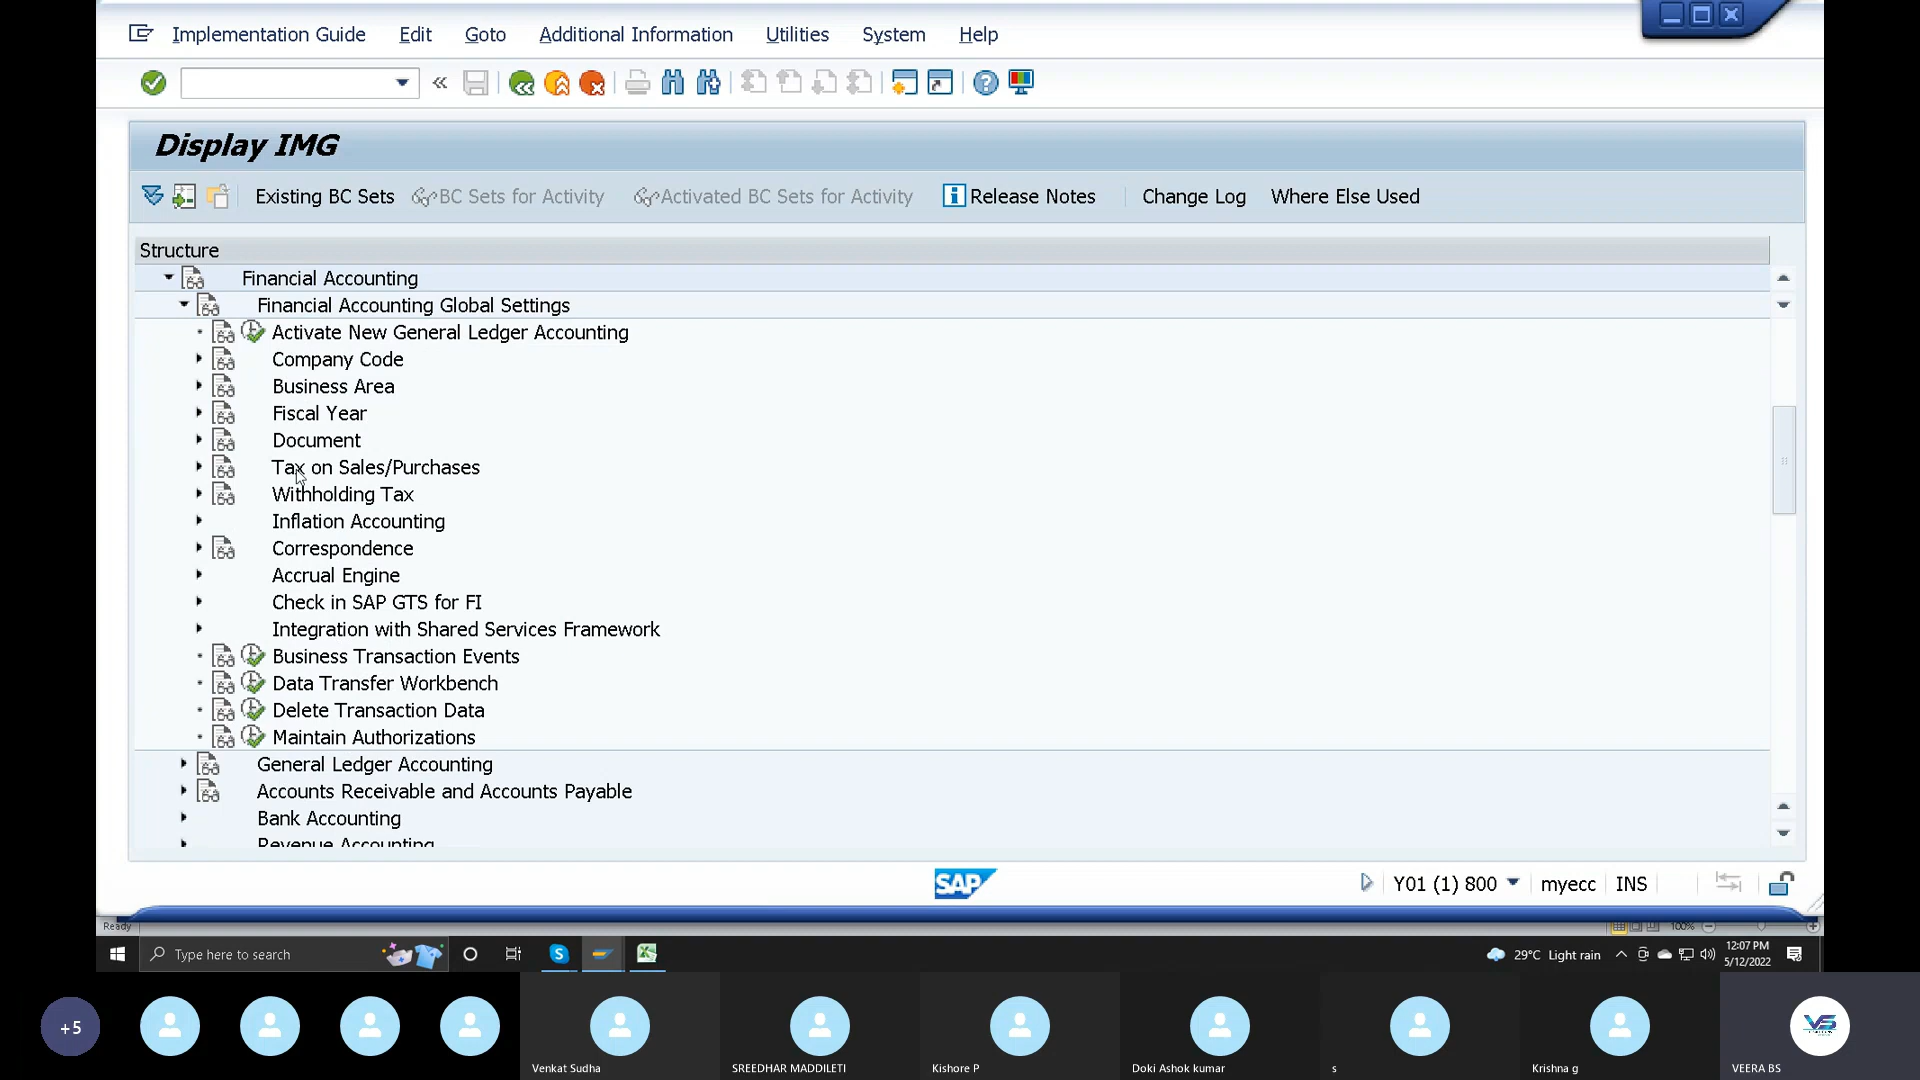 Implementation Guide Edit Goto Additional Information Utilities System Help
Display IMG
Existing BC Sets BC Sets for Activity Activated BC Sets for Activity Release Notes Change Log Where Else Used
Structure
Financial Accounting
Financial Accounting Global Settings
Activate New General Ledger Accounting
Company Code
Business Area
Fiscal Year
Document
Tax on Sales/Purchases
Withholding Tax
Inflation Accounting
Correspondence
Accrual Engine
Check in SAP GTS for FI
Integration with Shared Services Framework
Business Transaction Events
Data Transfer Workbench
Delete Transaction Data
Maintain Authorizations
General Ledger Accounting
Accounts Receivable and Accounts Payable
Bank Accounting
Revenue Accounting
SAP Y01 (1) 800 myecc INS
Ready 100%
Type here to search 29°C Light rain 12:07 PM
5/12/2022
+5
VS
Venkat Sudha SREEDHAR MADDILETI Kishore P Doki Ashok kumar s Krishna g VEERA BS